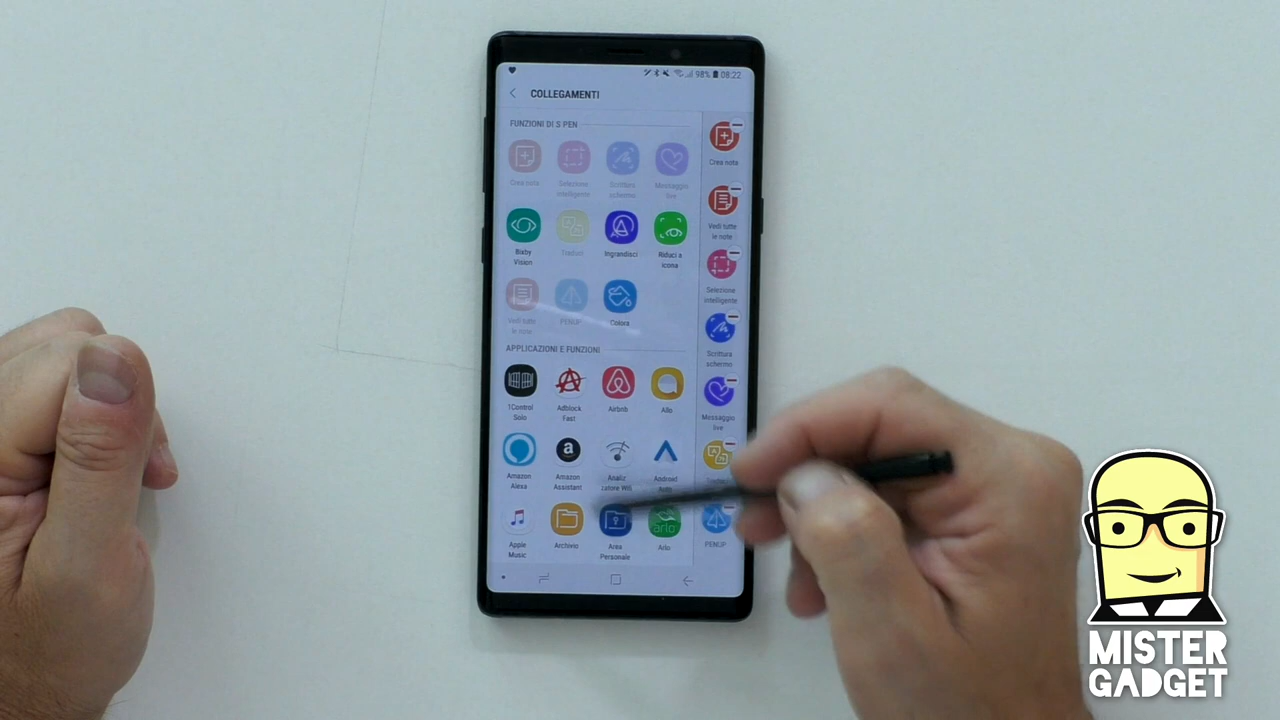 98% 08:22
COLLEGAMENTI
FUNZIONI DI S PEN
Crea nota
Selezione
intelligente
Scrittura
schermo
Messaggio
live
Bixby
Vision
Traduci
Ingrandisci
Riduci a
icona
Vedi tutte
le note
PENUP
Colora
APPLICAZIONI E FUNZIONI
1Control
Solo
Adblock
Fast
Airbnb
Allo
Amazon
Alexa
Amazon
Assistant
Analiz
zatore Wifi
Android
Auto
Apple
Music
Archivio
Area
Personale
arlo
Arlo
Crea nota
Vedi tutte
le note
Selezione
intelligente
Scrittura
schermo
Messaggio
live
PENUP
MISTER
GADGET